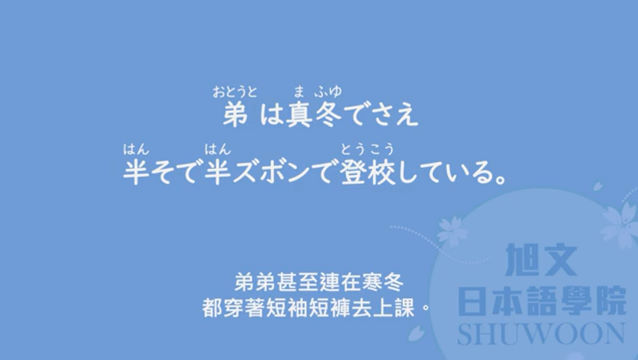 おとうと ま ふゆ
弟 は真冬でさえ
はん はん とうこう
半そで半ズボンで登校している。
弟弟甚至連在寒冬
都穿著短袖短褲去上課。
旭文
日本語學院
SHUWOON